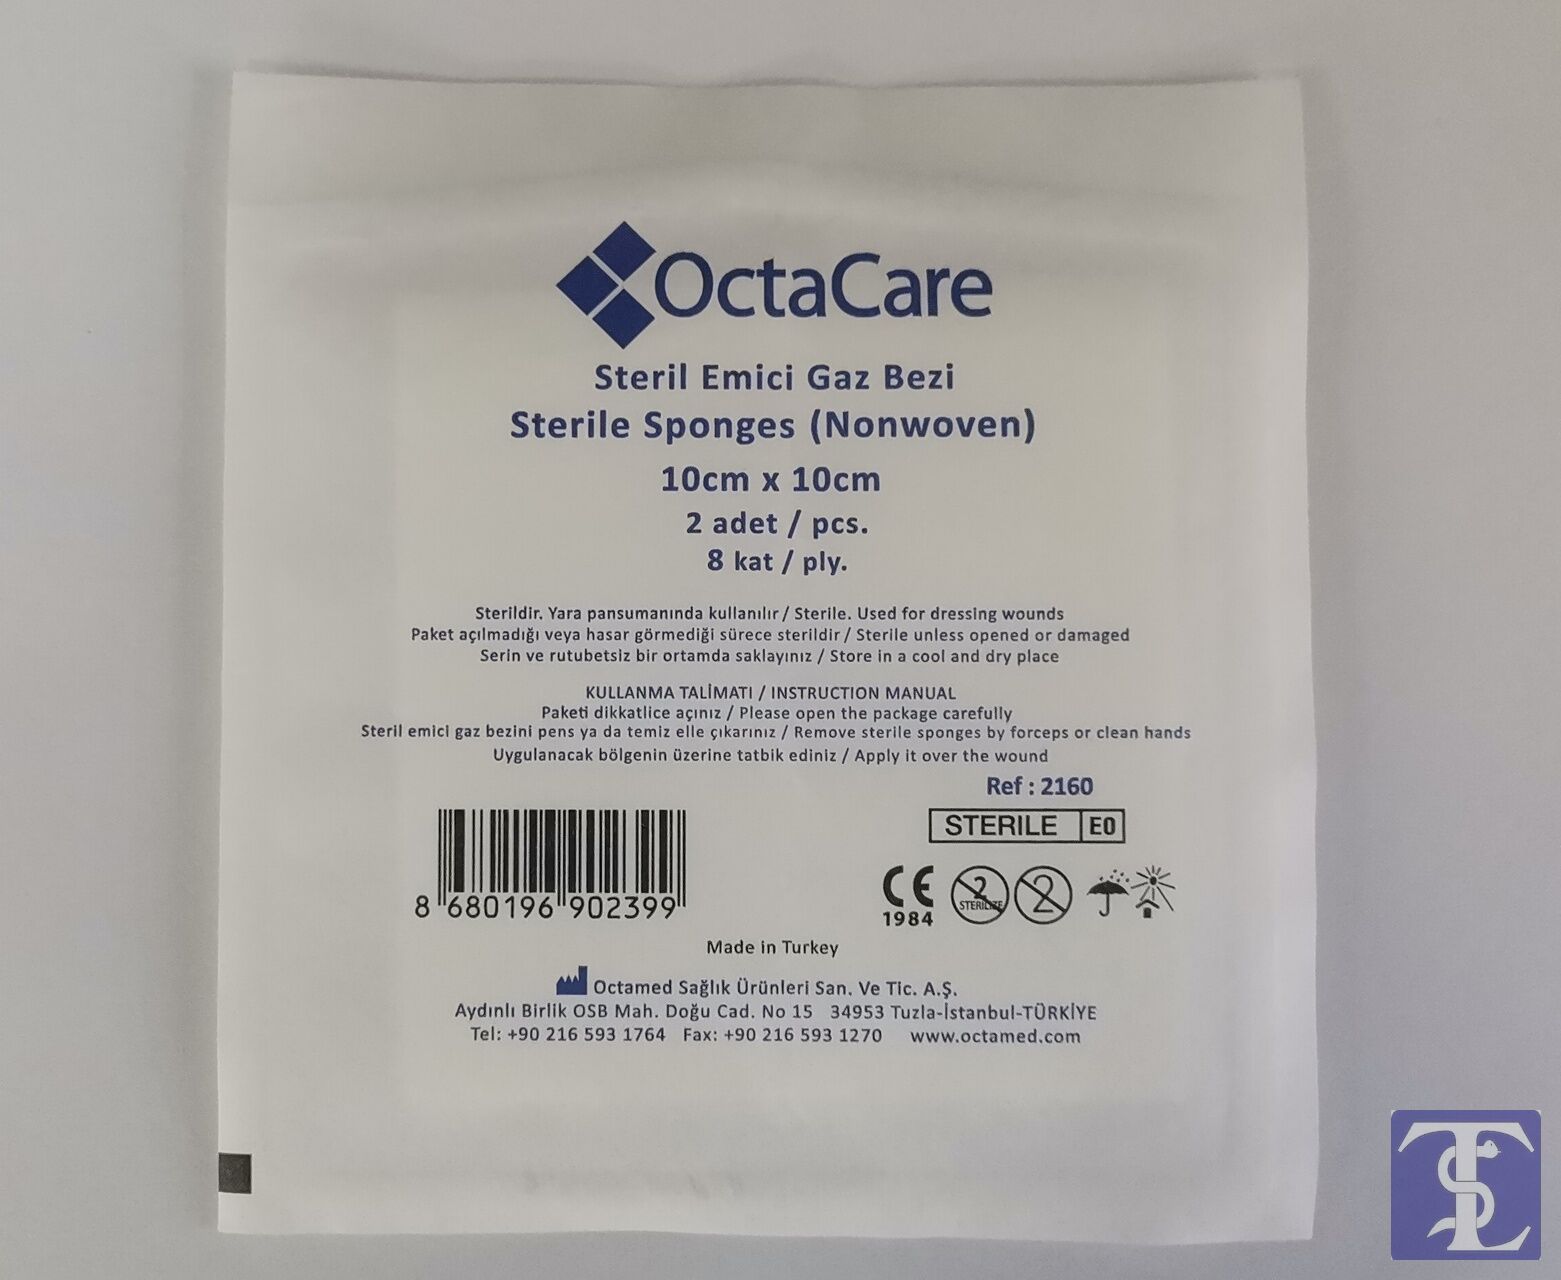 OctaCare
Steril Emici Gaz Bezi
Sterile Sponges (Nonwoven)
10cm x 10cm
2 adet / pcs.
8 kat / ply.
Sterildir. Yara pansumanında kullanılır / Sterile. Used for dressing wounds
Paket açılmadığı veya hasar görmediği sürece sterildir / Sterile unless opened or damaged
Serin ve rutubetsiz bir ortamda saklayınız / Store in a cool and dry place
KULLANMA TALİMATI / INSTRUCTION MANUAL
Paketi dikkatlice açınız / Please open the package carefully
Steril emici gaz bezini pens ya da temiz elle çıkarınız / Remove sterile sponges by forceps or clean hands
Uygulanacak bölgenin üzerine tatbik ediniz / Apply it over the wound
Ref : 2160
STERILE EO
CE
1984
2
STERILIZE
2
8 680196 902399
Made in Turkey
Octamed Sağlık Ürünleri San. Ve Tic. A.Ş.
Aydınlı Birlik OSB Mah. Doğu Cad. No 15 34953 Tuzla-İstanbul-TÜRKİYE
Tel: +90 216 593 1764 Fax: +90 216 593 1270 www.octamed.com
TSL